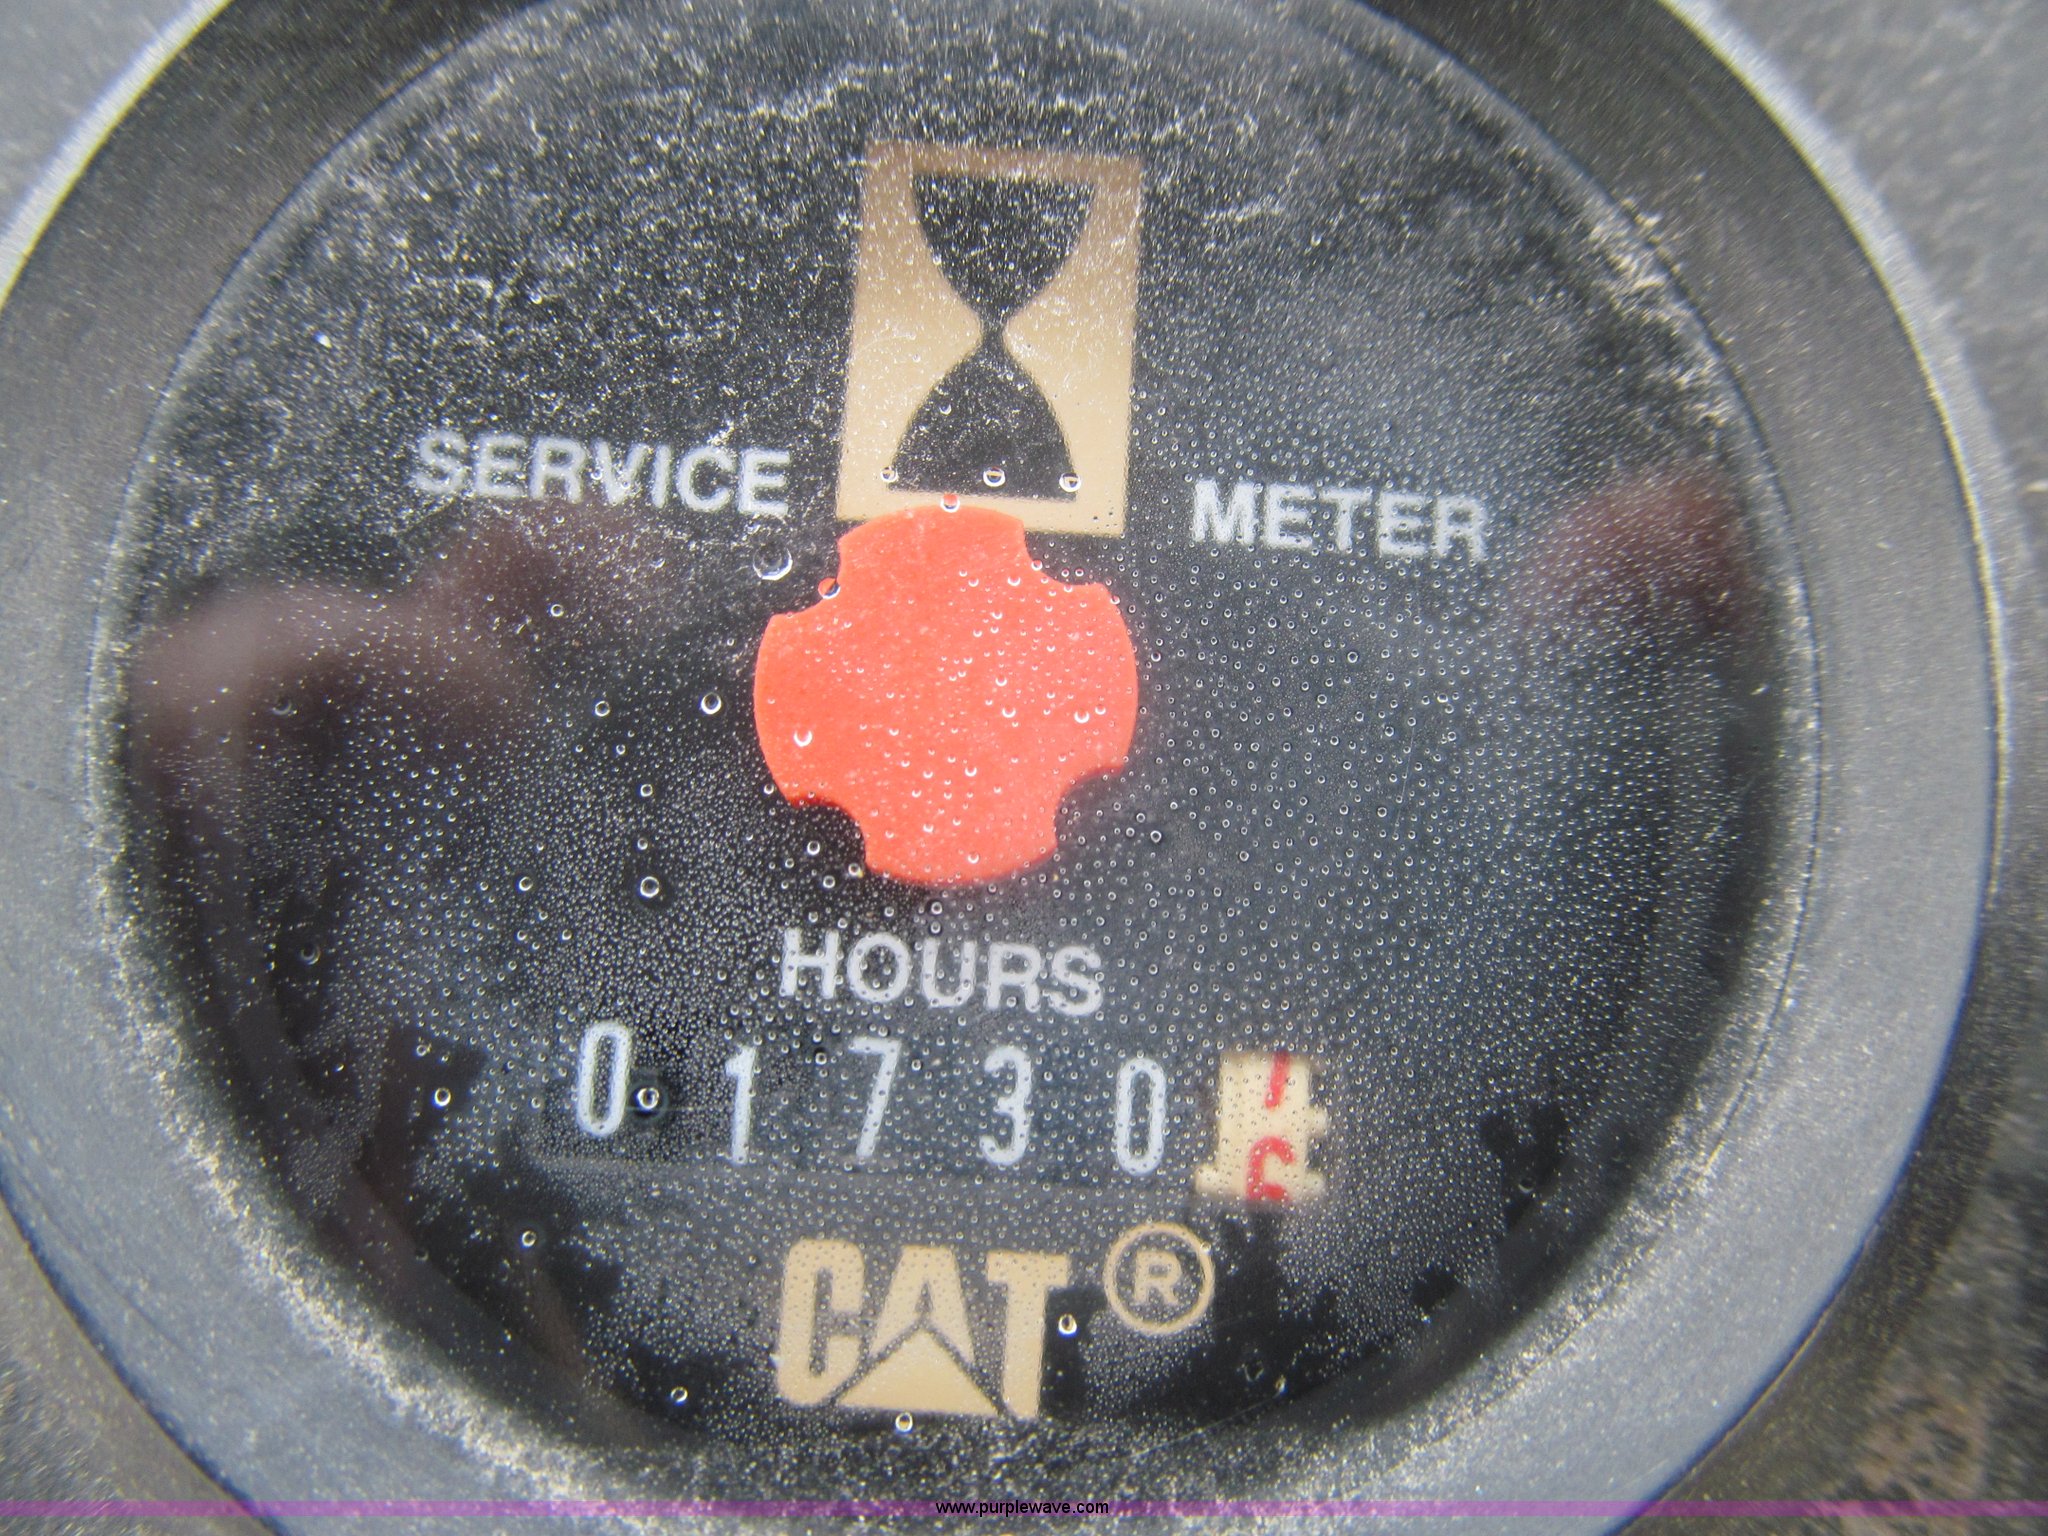 SERVICE METER
HOURS
01730
CAT ®
www.purplewave.com